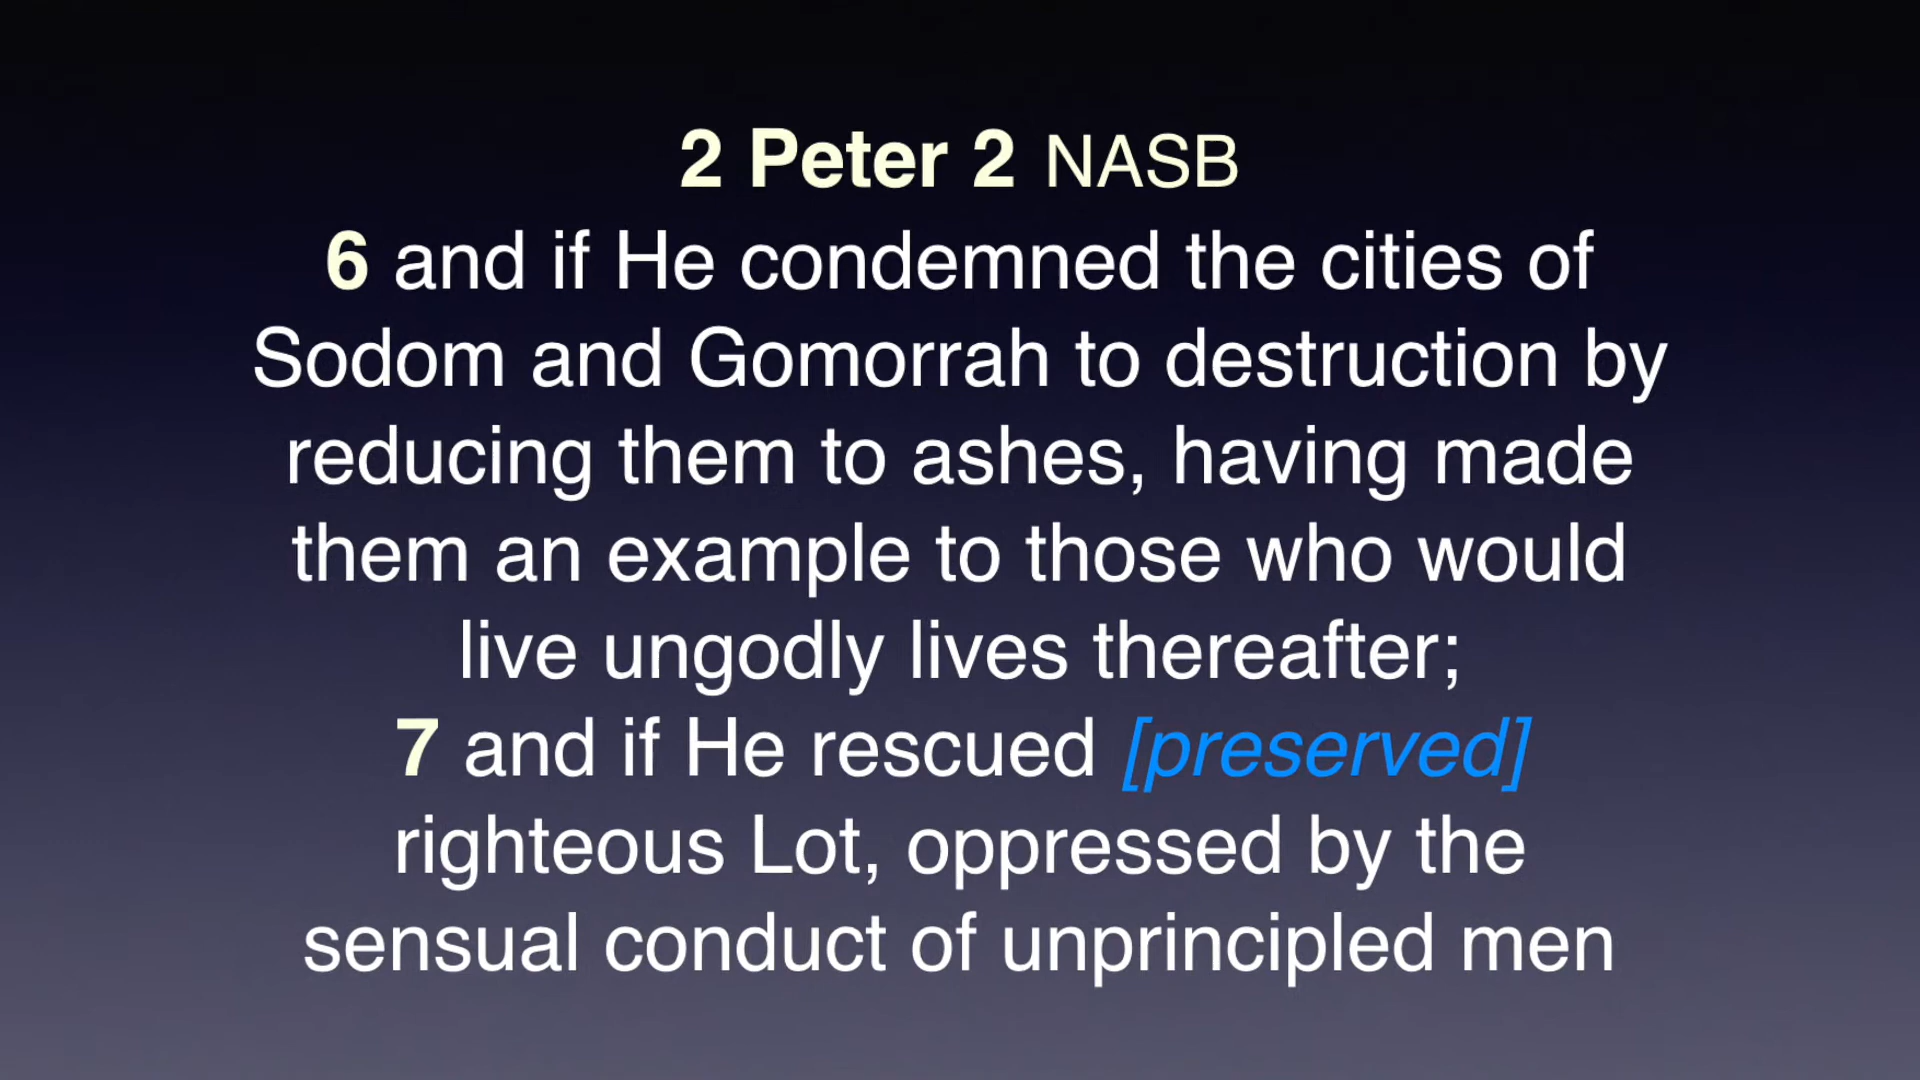 2 Peter 2 NASB
6 and if He condemned the cities of
Sodom and Gomorrah to destruction by
reducing them to ashes, having made
them an example to those who would
live ungodly lives thereafter;
7 and if He rescued [preserved]
righteous Lot, oppressed by the
sensual conduct of unprincipled men